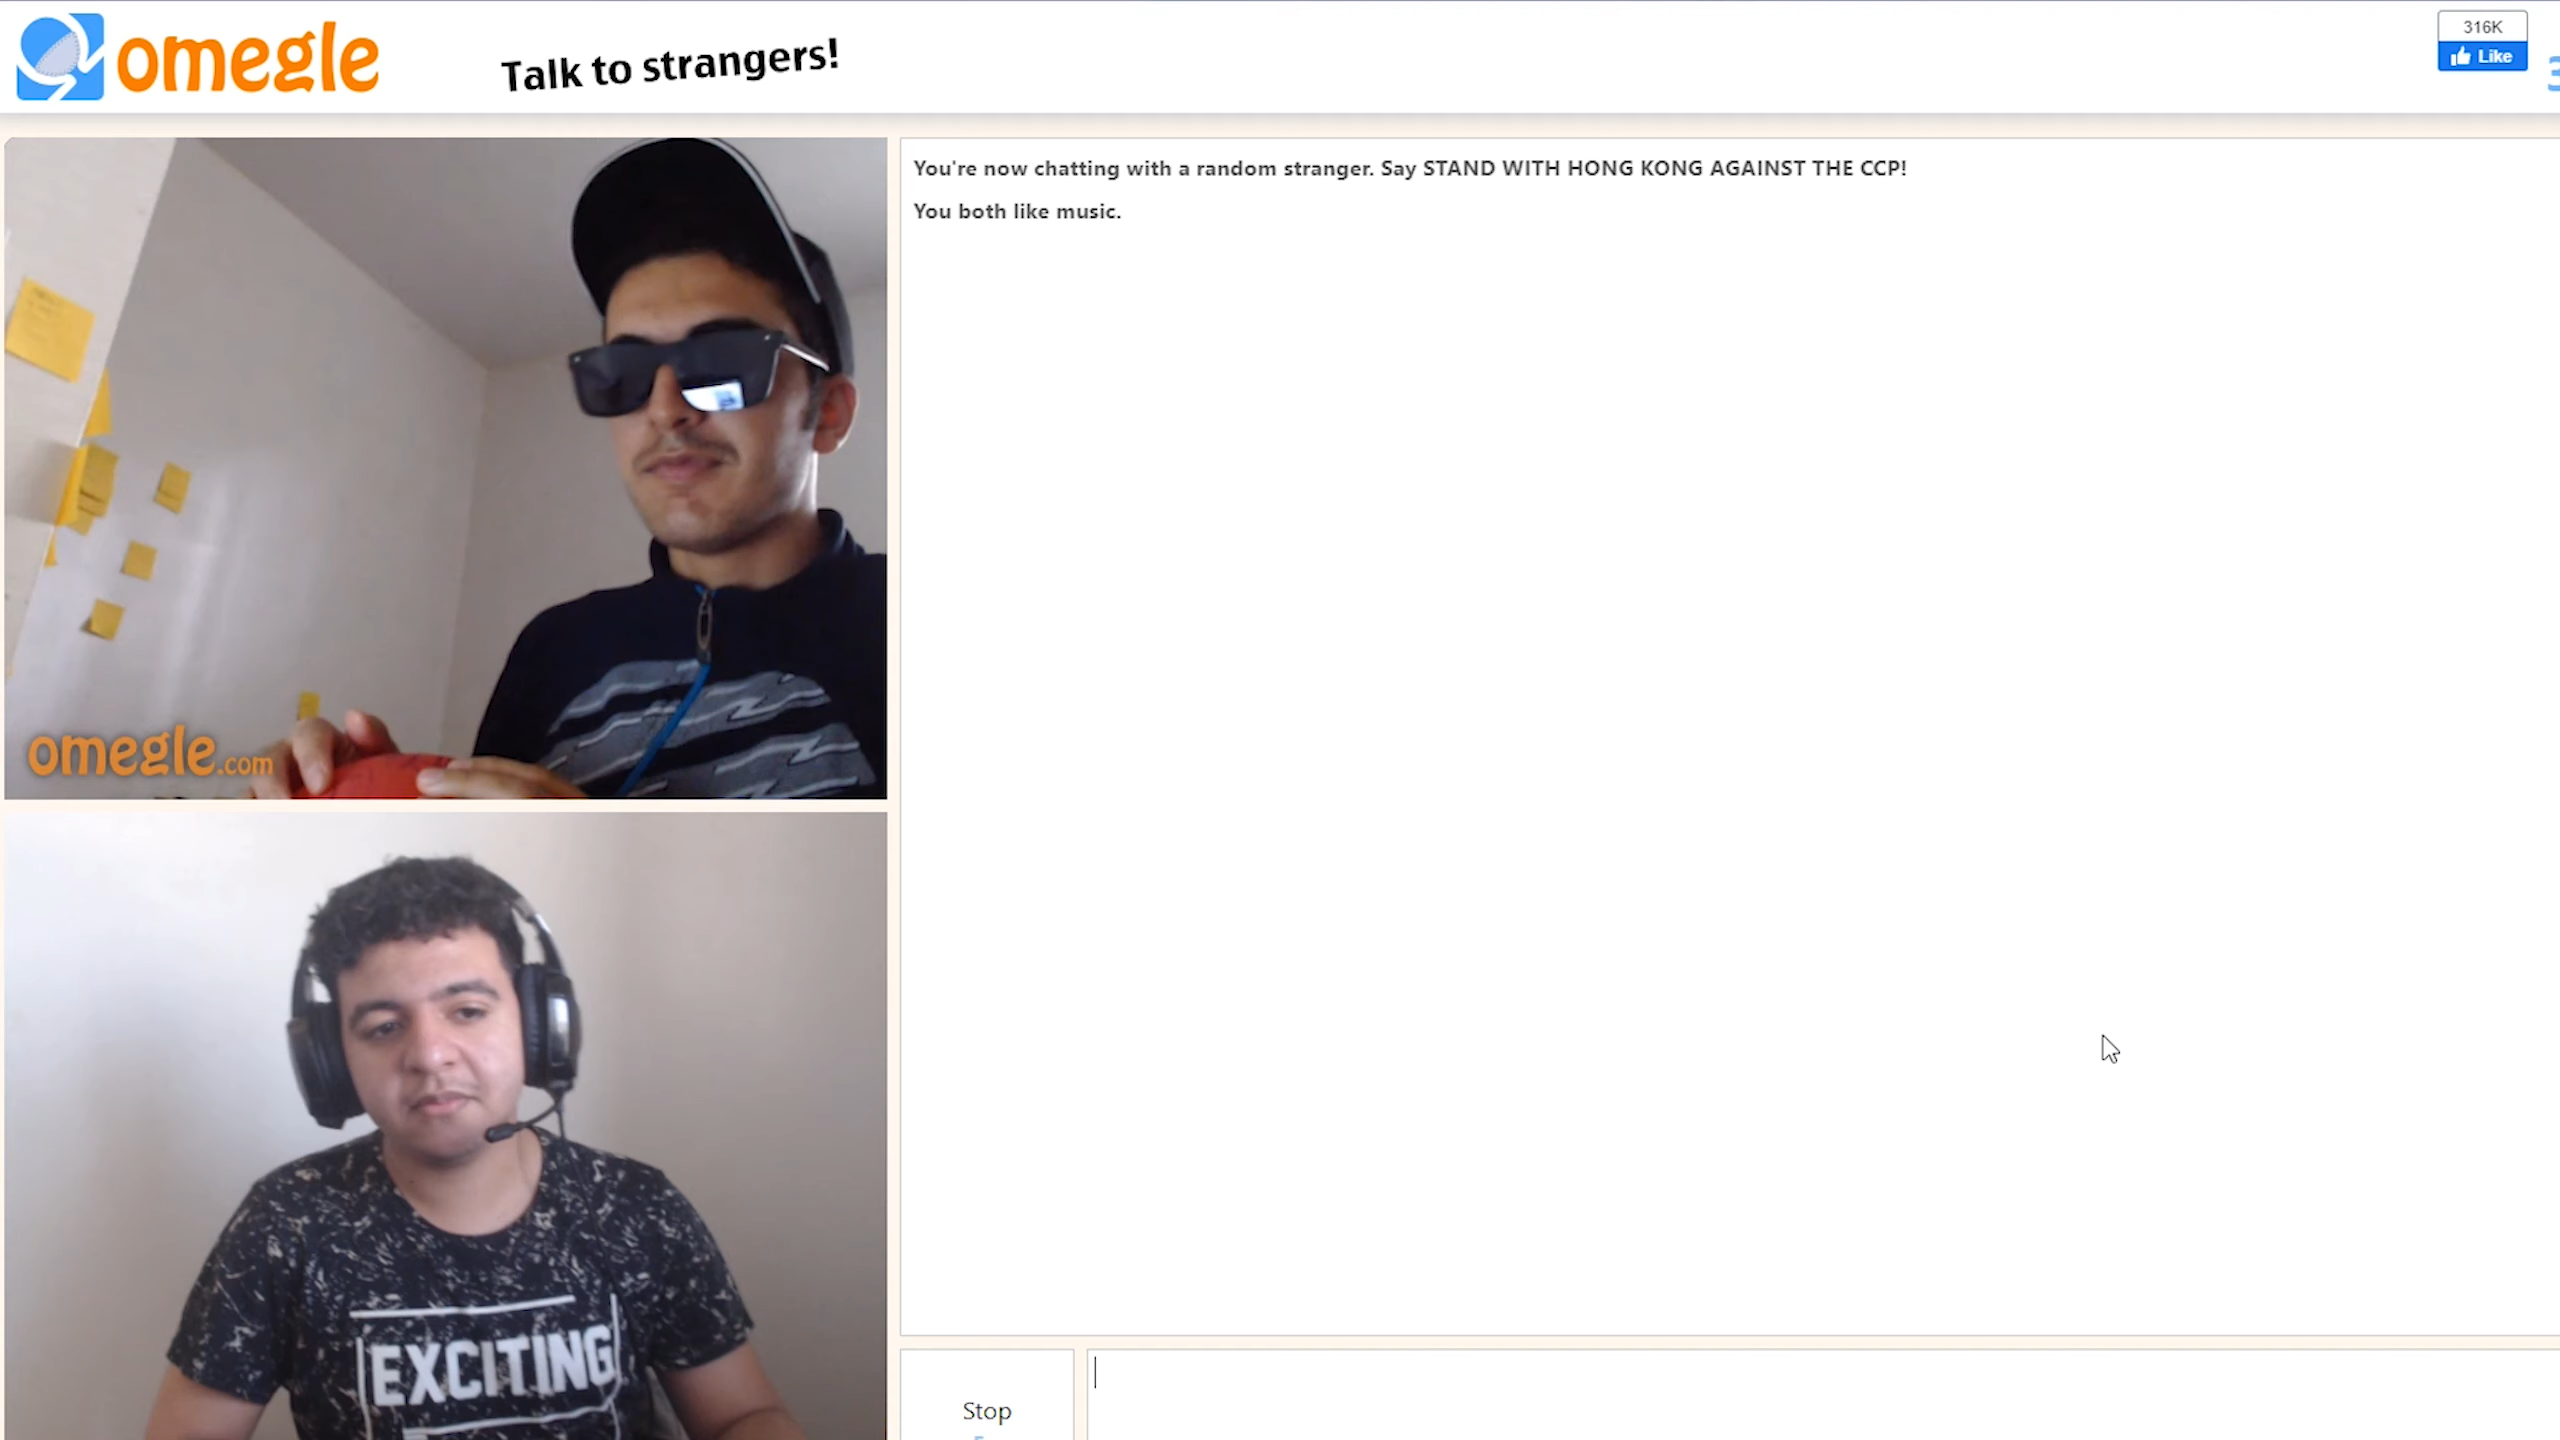 omegle
Talk to strangers!
316K
Like
You're now chatting with a random stranger. Say STAND WITH HONG KONG AGAINST THE CCP!
You both like music.
omegle.com
EXCITING
Stop